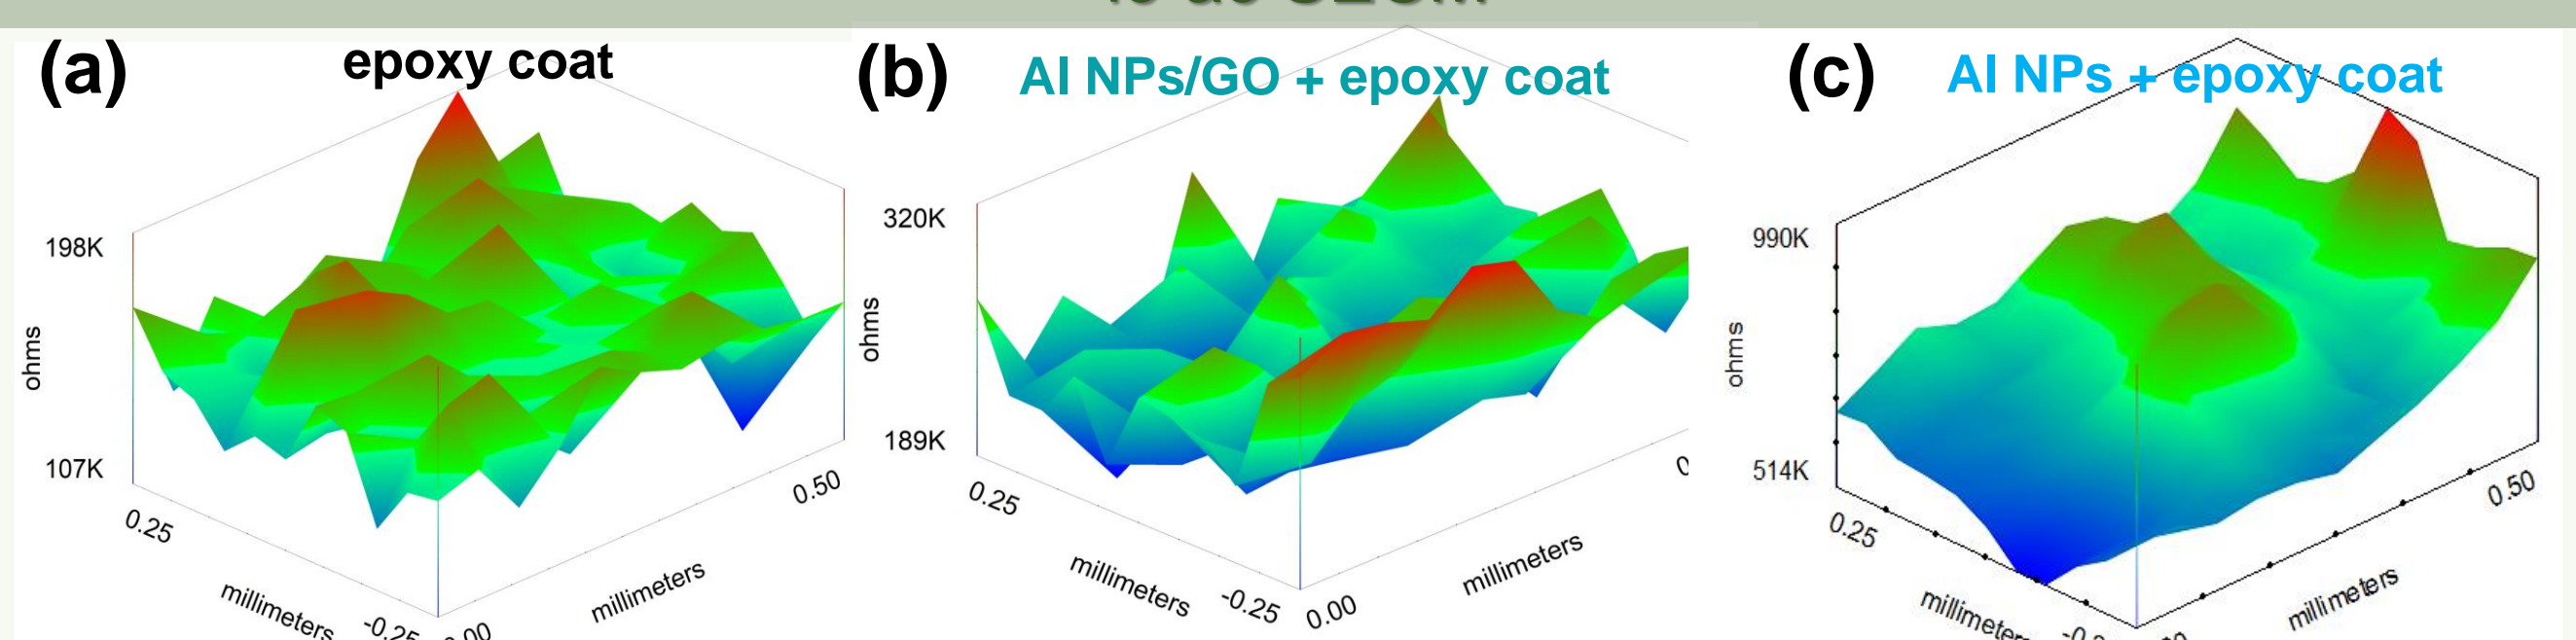 (a)
epoxy coat
198K
107K
ohms
0.25
millimeters
millimeters
0.50
(b)
Al NPs/GO + epoxy coat
320K
189K
ohms
0.25
millimeters
-0.25
0.00
millimeters
(c)
Al NPs + epoxy coat
990K
514K
ohms
0.25
millimeters
0.50